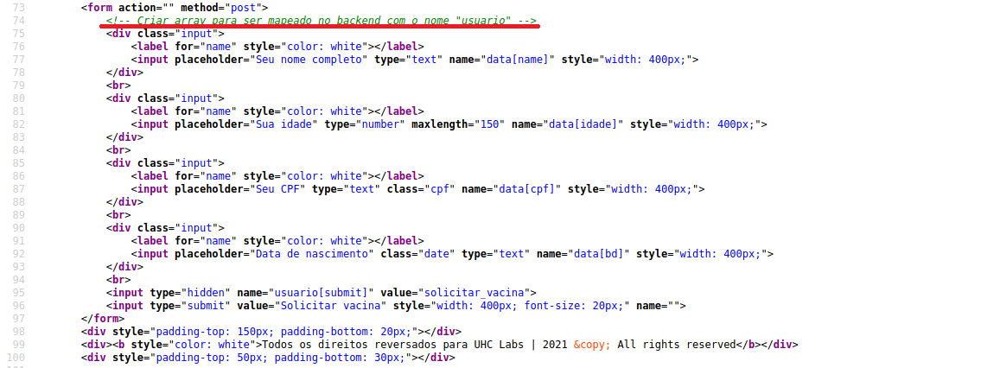 73 <form action="" method="post">
74 <!-- Criar array para ser mapeado no backend com o nome "usuario" -->
75 <div class="input">
76 <label for="name" style="color: white"></label>
77 <input placeholder="Seu nome completo" type="text" name="data[name]" style="width: 400px;">
78 </div>
79 <br>
80 <div class="input">
81 <label for="name" style="color: white"></label>
82 <input placeholder="Sua idade" type="number" maxlength="150" name="data[idade]" style="width: 400px;">
83 </div>
84 <br>
85 <div class="input">
86 <label for="name" style="color: white"></label>
87 <input placeholder="Seu CPF" type="text" class="cpf" name="data[cpf]" style="width: 400px;">
88 </div>
89 <br>
90 <div class="input">
91 <label for="name" style="color: white"></label>
92 <input placeholder="Data de nascimento" class="date" type="text" name="data[bd]" style="width: 400px;">
93 </div>
94 <br>
95 <input type="hidden" name="usuario[submit]" value="solicitar_vacina">
96 <input type="submit" value="Solicitar vacina" style="width: 400px; font-size: 20px;" name="">
97 </form>
98 <div style="padding-top: 150px; padding-bottom: 20px;"></div>
99 <div><b style="color: white">Todos os direitos reversados para UHC Labs | 2021 &copy; All rights reserved</b></div>
100 <div style="padding-top: 50px; padding-bottom: 30px;"></div>